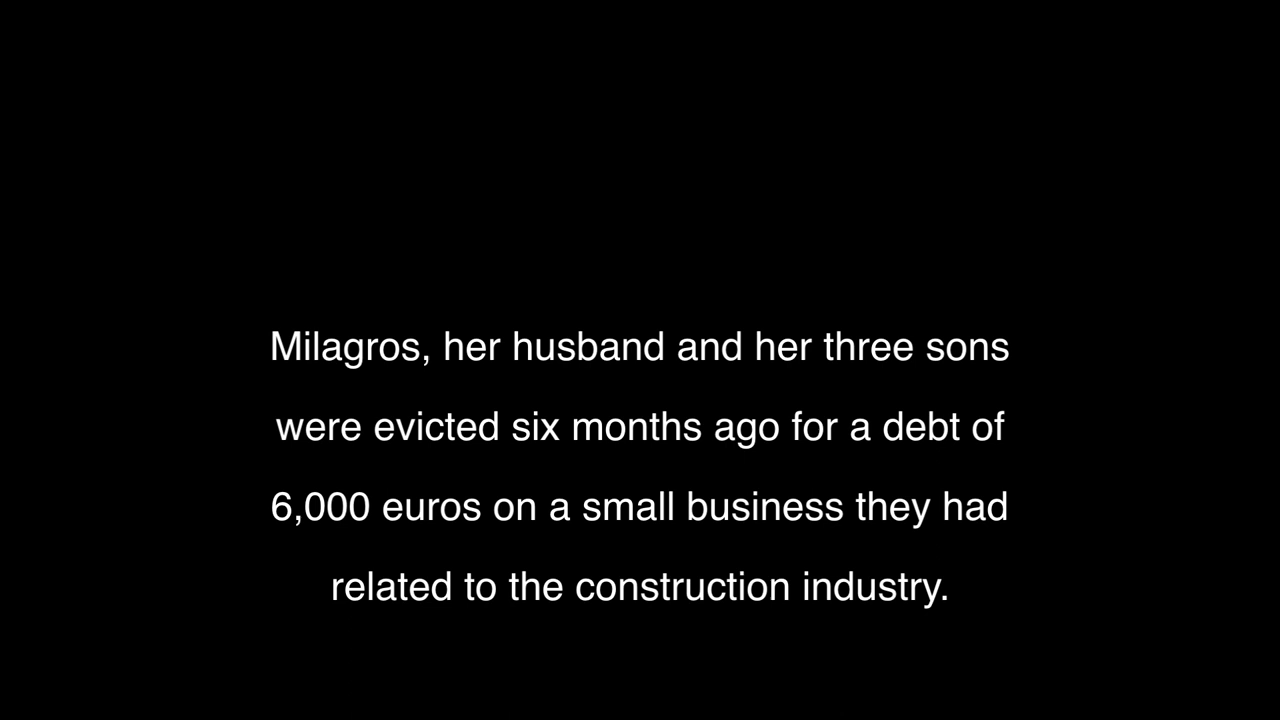 Milagros, her husband and her three sons
were evicted six months ago for a debt of
6,000 euros on a small business they had
related to the construction industry.